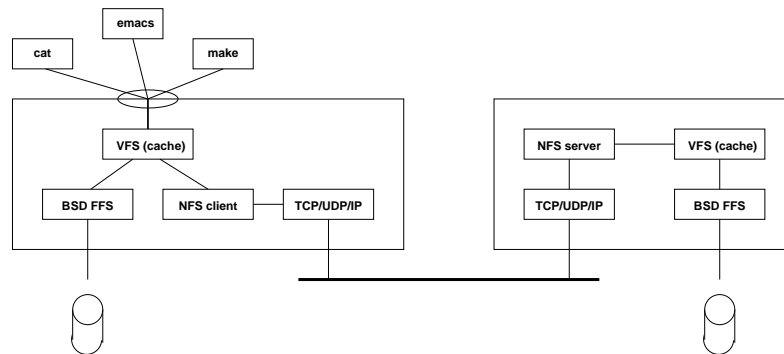 emacs
cat
make
VFS (cache)
NFS server
VFS (cache)
BSD FFS
NFS client
TCP/UDP/IP
TCP/UDP/IP
BSD FFS